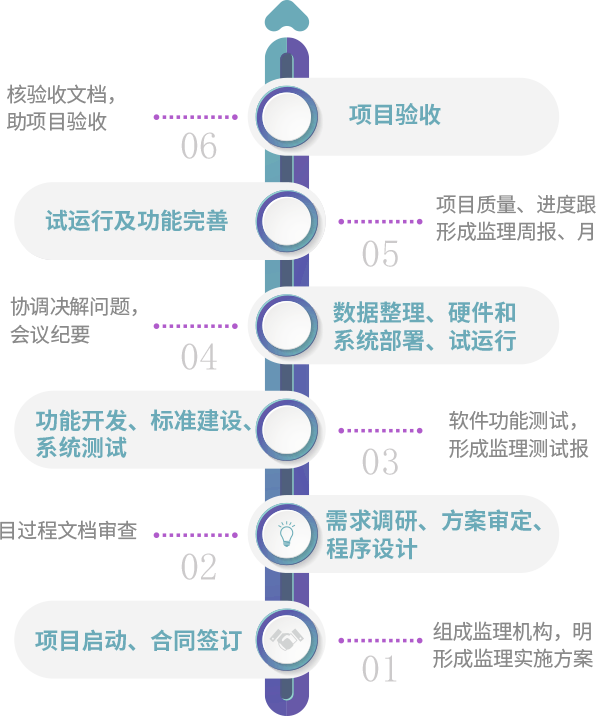 核验收文档，
助项目验收
06
项目验收
试运行及功能完善
项目质量、进度跟
形成监理周报、月
05
协调决解问题，
会议纪要
04
数据整理、硬件和
系统部署、试运行
功能开发、标准建设、
系统测试
软件功能测试，
形成监理测试报
03
目过程文档审查
02
需求调研、方案审定、
程序设计
项目启动、合同签订
组成监理机构，明
形成监理实施方案
01